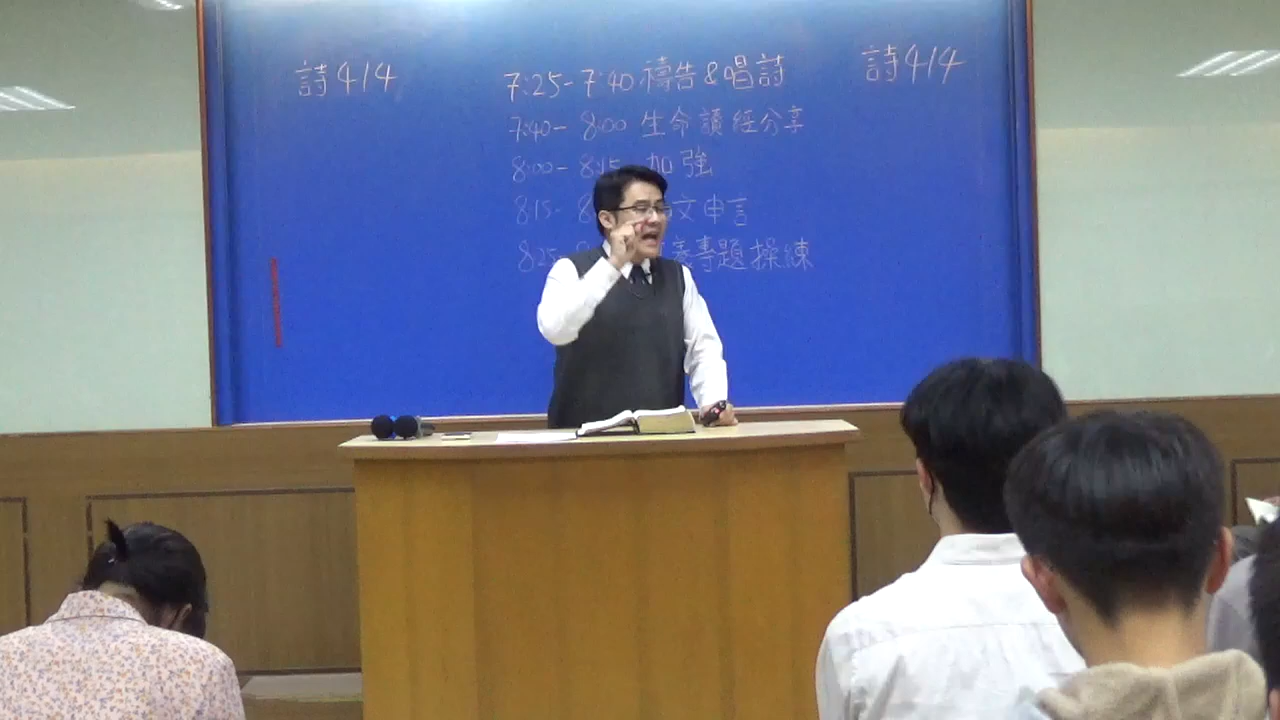 詩414
7:25-7:40 禱告&唱詩
詩414
7:40- 8:00 生命讀經分享
8:00- 8:15 加強
8:15- 8 文申言
8:25- 專題操練